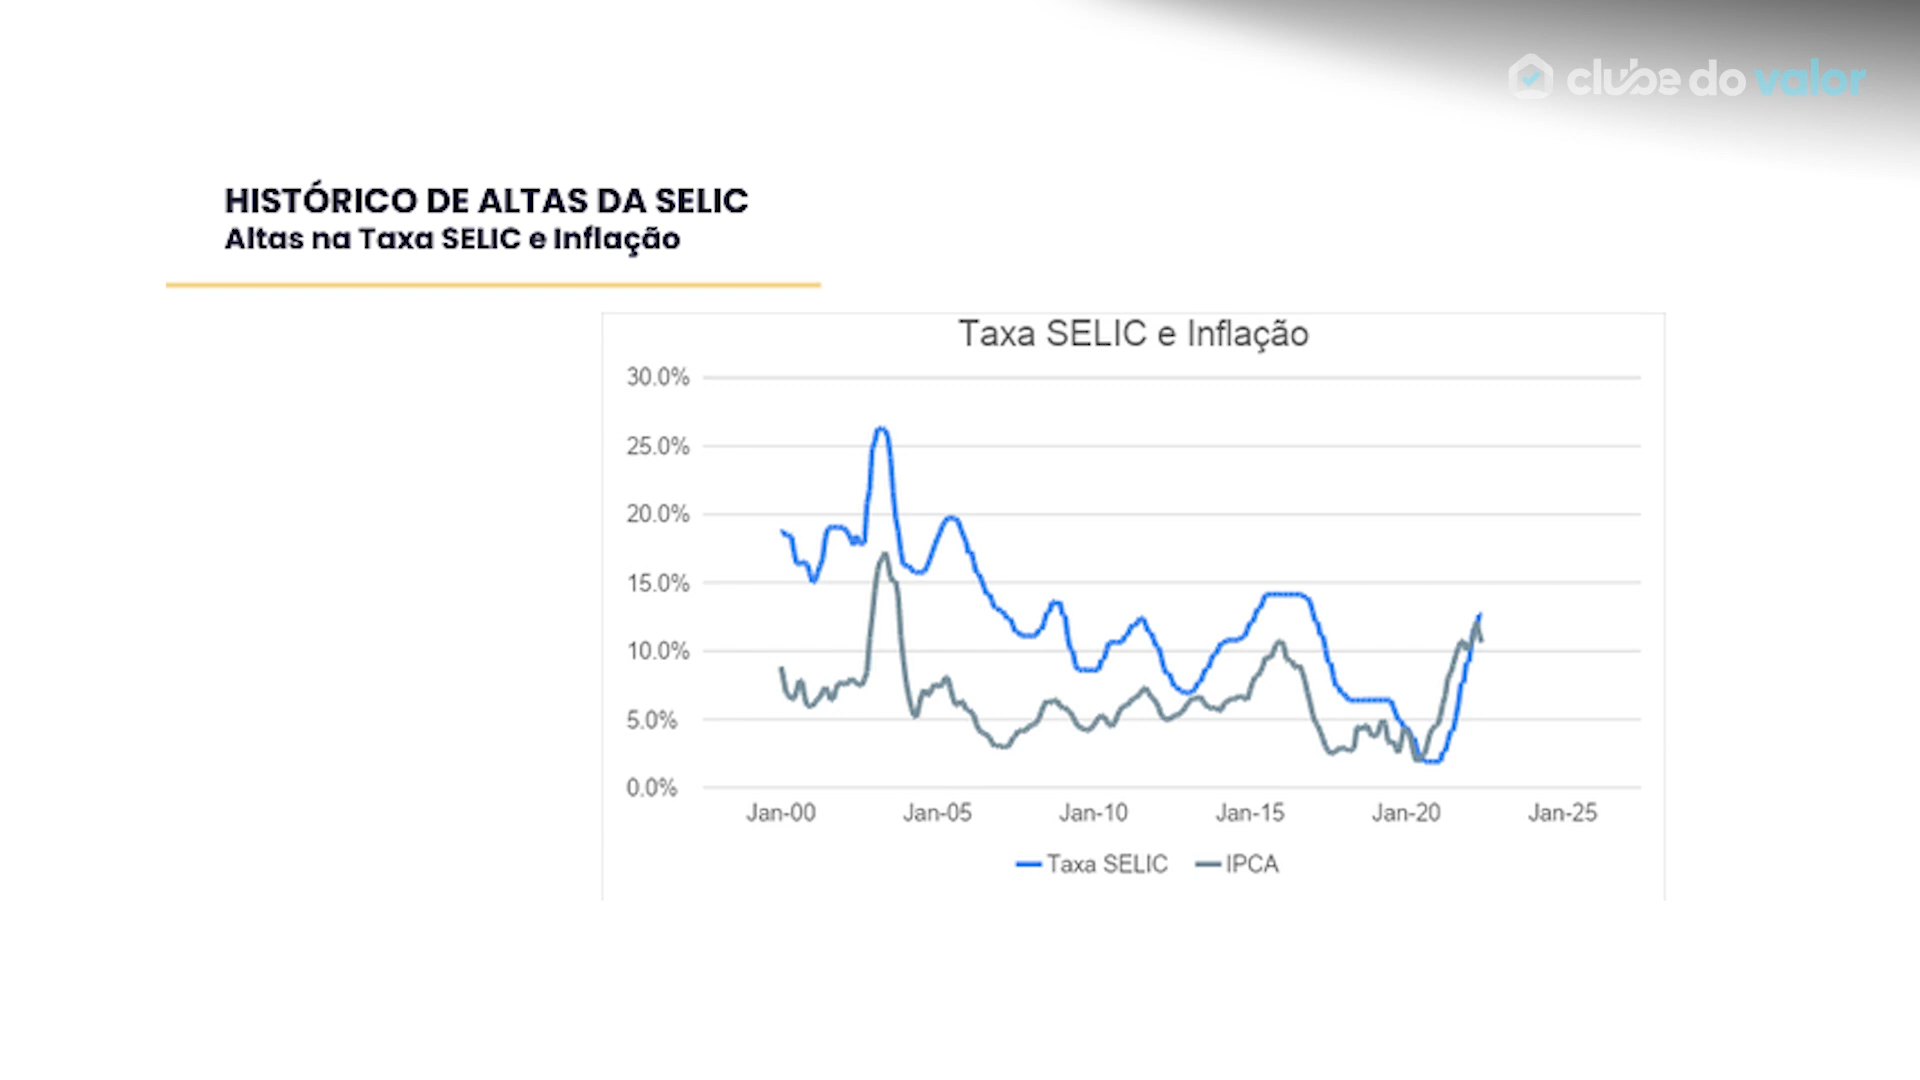 clube do valor
HISTÓRICO DE ALTAS DA SELIC
Altas na Taxa SELIC e Inflação
Taxa SELIC e Inflação
30.0%
25.0%
20.0%
15.0%
10.0%
5.0%
0.0%
Jan-00 Jan-05 Jan-10 Jan-15 Jan-20 Jan-25
Taxa SELIC IPCA